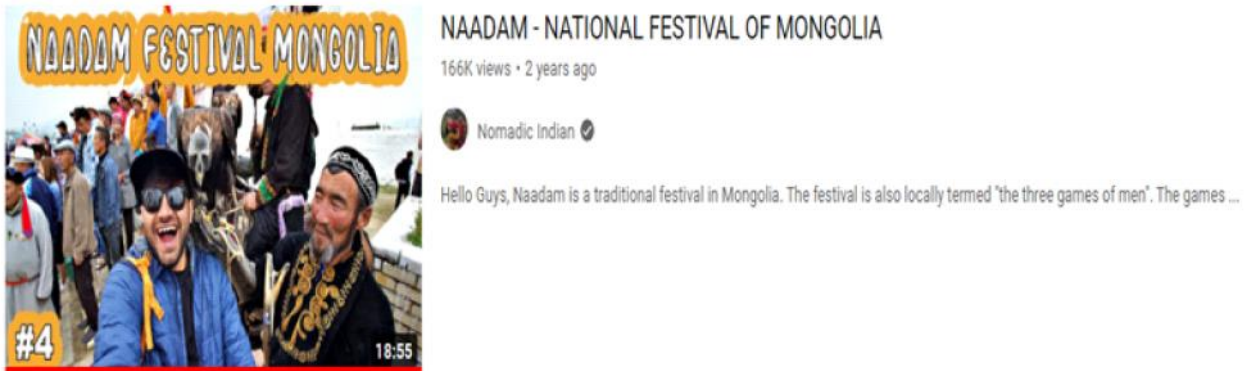 NAADAM FESTIVAL MONGOLIA
#4
18:55
NAADAM - NATIONAL FESTIVAL OF MONGOLIA
166K views • 2 years ago
Nomadic Indian
Hello Guys, Naadam is a traditional festival in Mongolia. The festival is also locally termed "the three games of men". The games ...